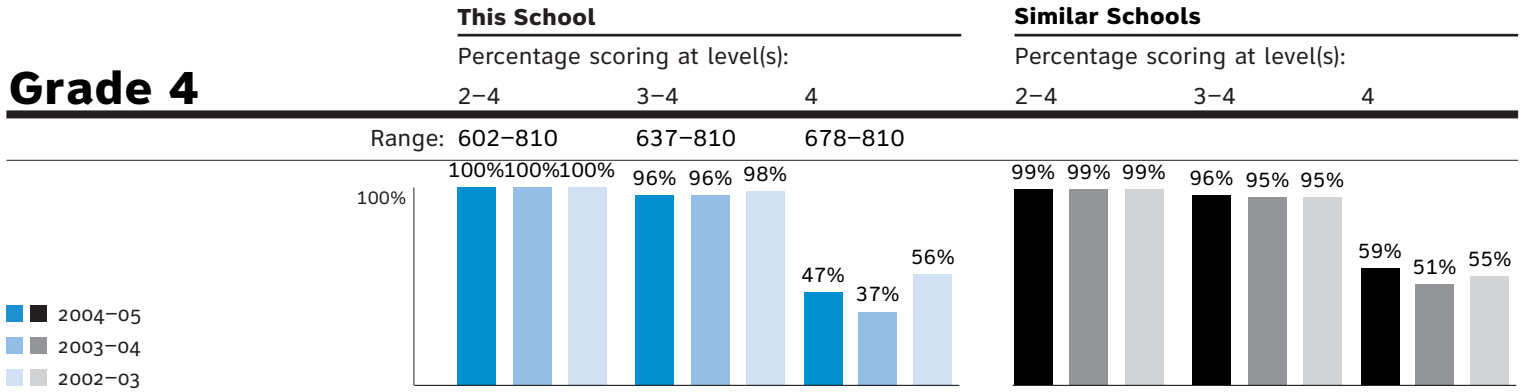 This School Similar Schools
Percentage scoring at level(s): Percentage scoring at level(s):
Grade 4 2–4 3–4 4 2–4 3–4 4
Range: 602–810 637–810 678–810
100% 100% 100% 96% 96% 98% 47% 37% 56% 99% 99% 99% 96% 95% 95% 59% 51% 55%
100%
2004–05
2003–04
2002–03